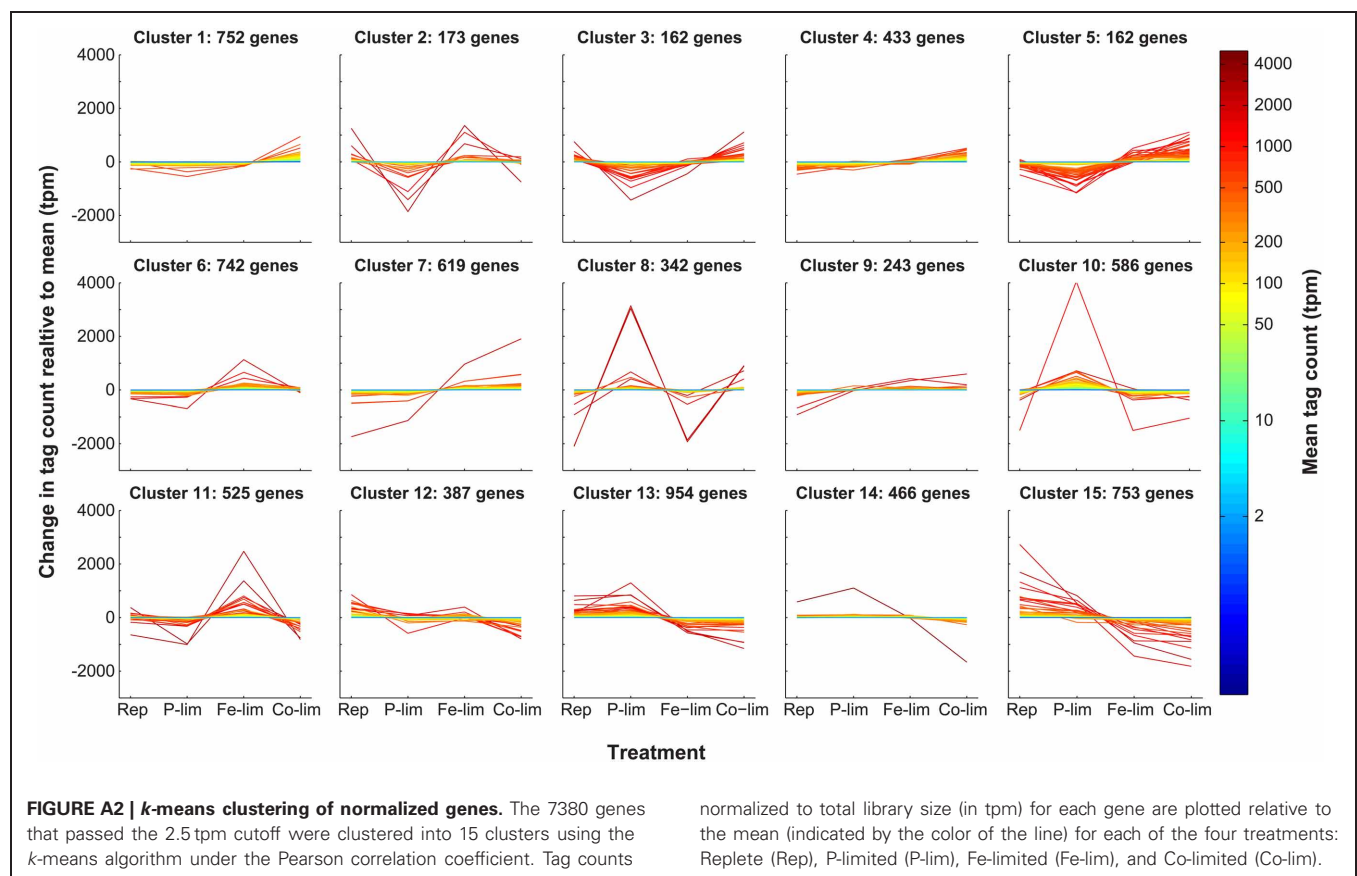 Cluster 1: 752 genes
Cluster 2: 173 genes
Cluster 3: 162 genes
Cluster 4: 433 genes
Cluster 5: 162 genes
4000
2000
0
-2000
Cluster 6: 742 genes
Cluster 7: 619 genes
Cluster 8: 342 genes
Cluster 9: 243 genes
Cluster 10: 586 genes
4000
2000
0
-2000
Cluster 11: 525 genes
Cluster 12: 387 genes
Cluster 13: 954 genes
Cluster 14: 466 genes
Cluster 15: 753 genes
4000
2000
0
-2000
Change in tag count realtive to mean (tpm)
Rep P-lim Fe-lim Co-lim
Rep P-lim Fe-lim Co-lim
Rep P-lim Fe−lim Co−lim
Rep P-lim Fe-lim Co-lim
Rep P-lim Fe-lim Co-lim
Treatment
4000
2000
1000
500
200
100
50
10
2
Mean tag count (tpm)
FIGURE A2 | k-means clustering of normalized genes. The 7380 genes
that passed the 2.5 tpm cutoff were clustered into 15 clusters using the
k-means algorithm under the Pearson correlation coefficient. Tag counts
normalized to total library size (in tpm) for each gene are plotted relative to
the mean (indicated by the color of the line) for each of the four treatments:
Replete (Rep), P-limited (P-lim), Fe-limited (Fe-lim), and Co-limited (Co-lim).